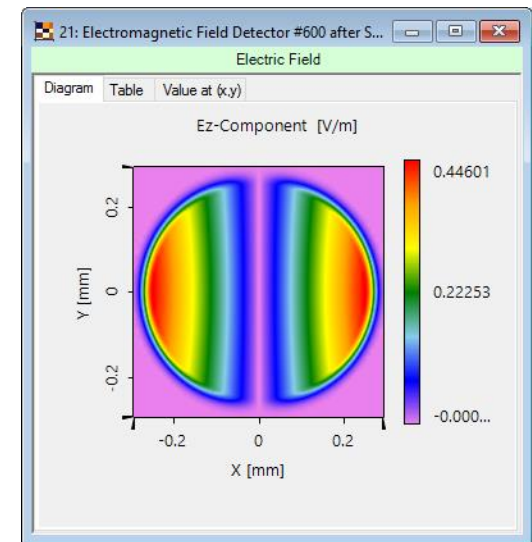 21: Electromagnetic Field Detector #600 after S...
Electric Field
Diagram Table Value at (x,y)
Ez-Component [V/m]
0.44601
0.22253
-0.000...
Y [mm]
0.2
0
-0.2
-0.2 0 0.2
X [mm]